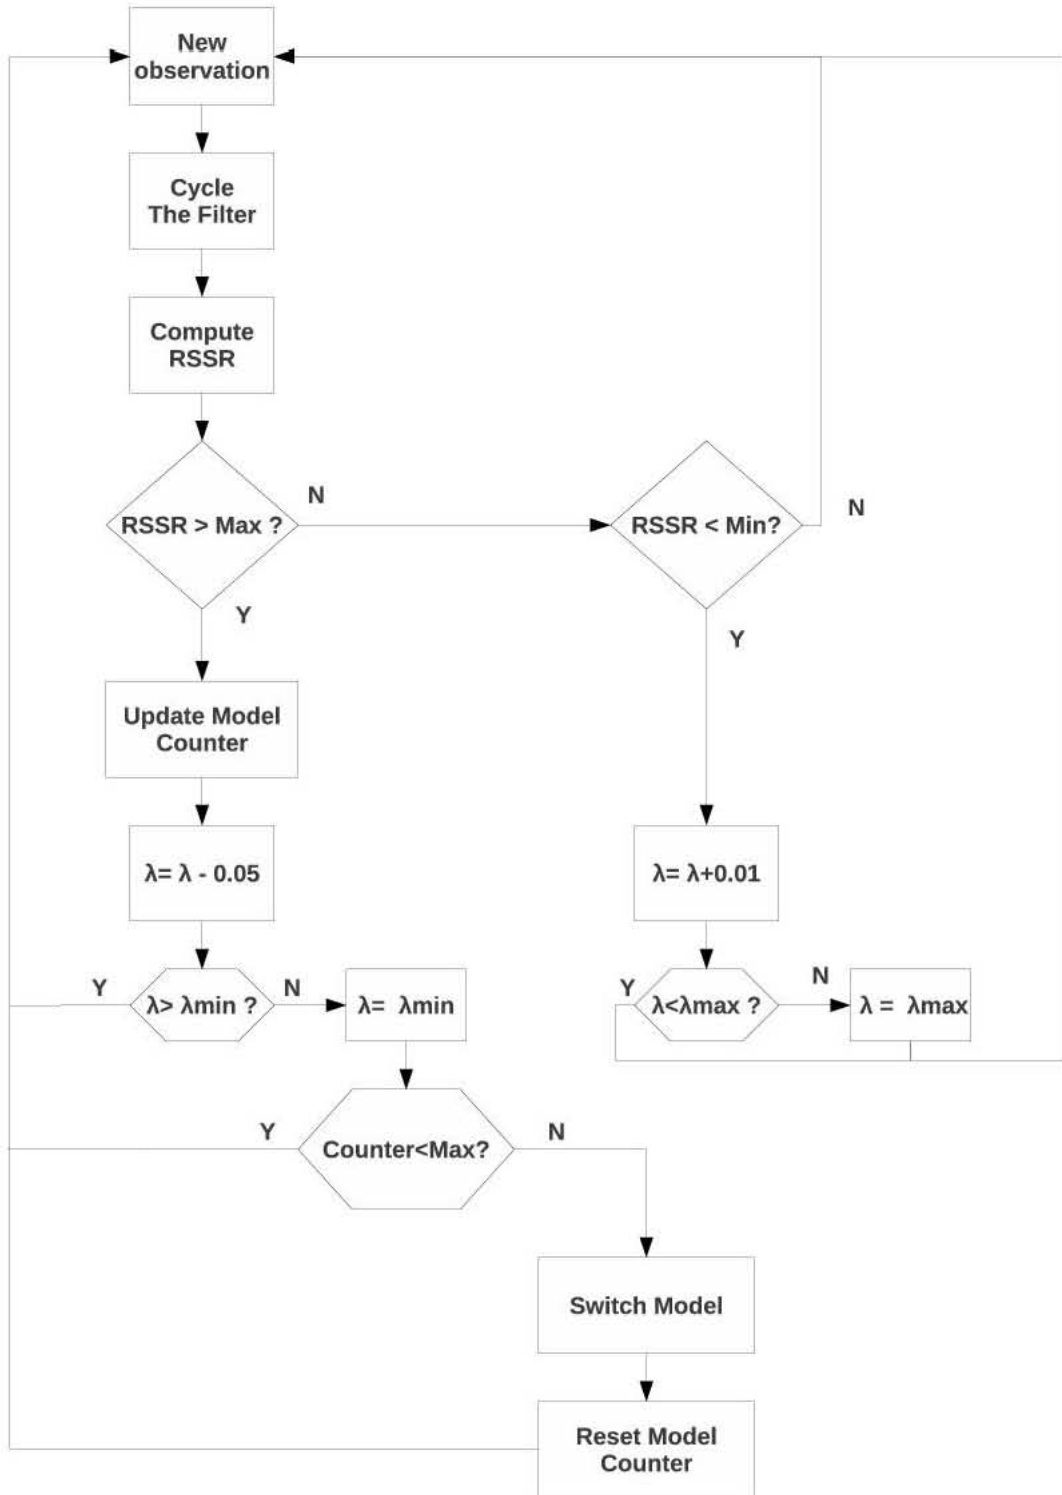 New
observation
Cycle
The Filter
Compute
RSSR
RSSR > Max ?
N
RSSR < Min?
N
Y
Y
Update Model
Counter
λ= λ - 0.05
λ= λ+0.01
Y
λ> λmin ?
N
λ=  λmin
Y
λ<λmax ?
N
λ =  λmax
Y
Counter<Max?
N
Switch Model
Reset Model
Counter